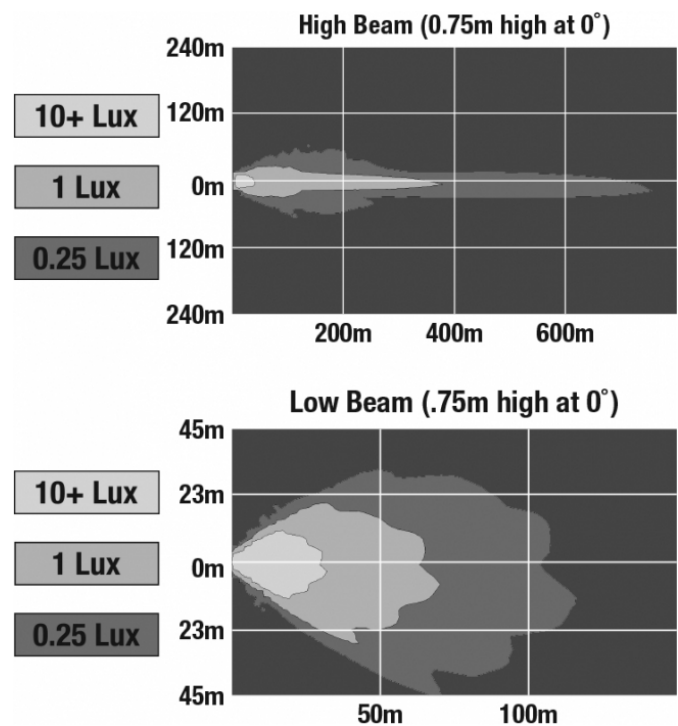 High Beam (0.75m high at 0°)
240m
10+ Lux
120m
1 Lux
0m
0.25 Lux
120m
240m
200m 400m 600m
Low Beam (.75m high at 0°)
45m
10+ Lux
23m
1 Lux
0m
0.25 Lux
23m
45m
50m 100m